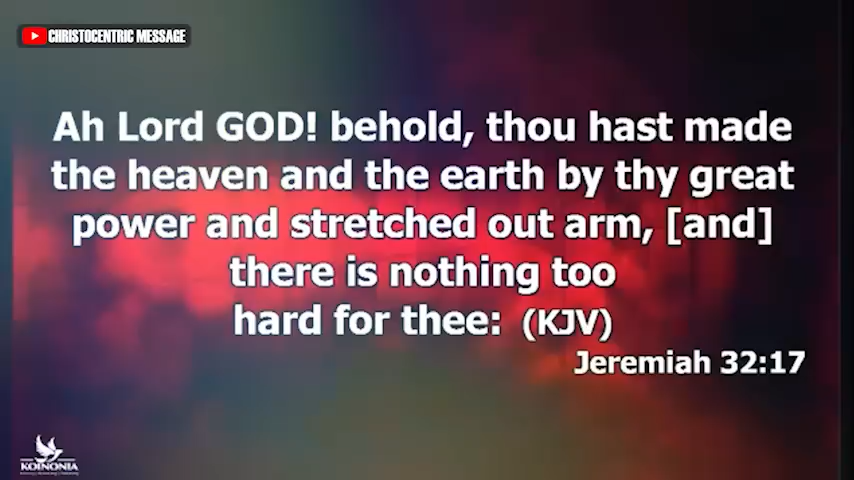 CHRISTOCENTRIC MESSAGE
Ah Lord GOD! behold, thou hast made
the heaven and the earth by thy great
power and stretched out arm, [and]
there is nothing too
hard for thee: (KJV)
Jeremiah 32:17
KOINONIA